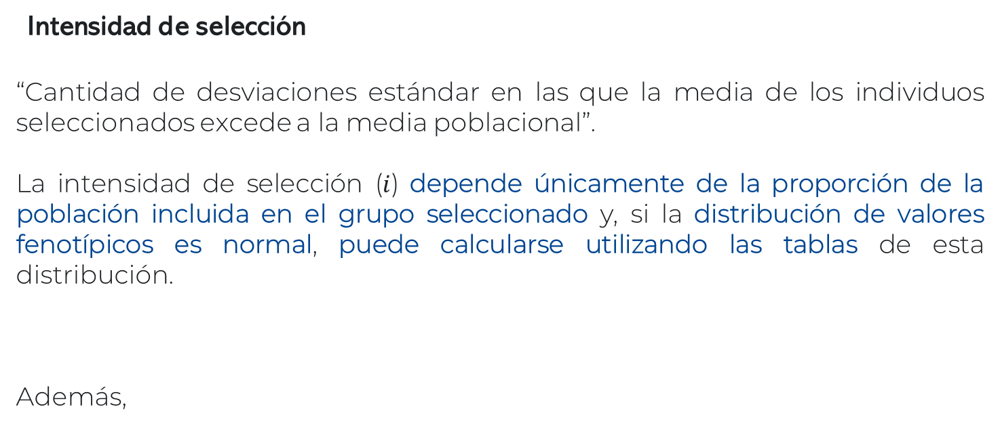 Intensidad de selección
“Cantidad de desviaciones estándar en las que la media de los individuos
seleccionados excede a la media poblacional”.
La intensidad de selección (i) depende únicamente de la proporción de la
población incluida en el grupo seleccionado y, si la distribución de valores
fenotípicos es normal, puede calcularse utilizando las tablas de esta
distribución.
Además,